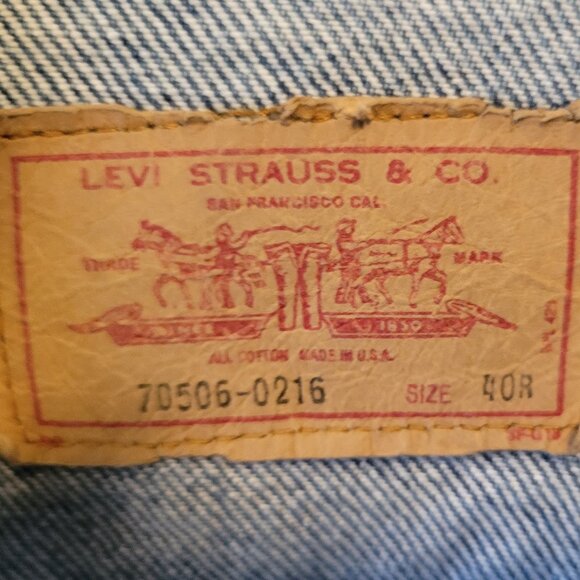 LEVI STRAUSS & CO.
SAN FRANCISCO CAL.
TRADE MARK
ALL COTTON MADE IN U.S.A.
70506-0216 SIZE 40R